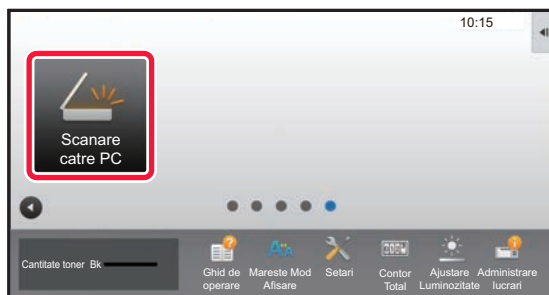 10:15
Scanare
catre PC
Cantitate toner Bk
Ghid de
operare
Mareste Mod
Afisare
Setari
Contor
Total
Ajustare
Luminozitate
Administrare
lucrari